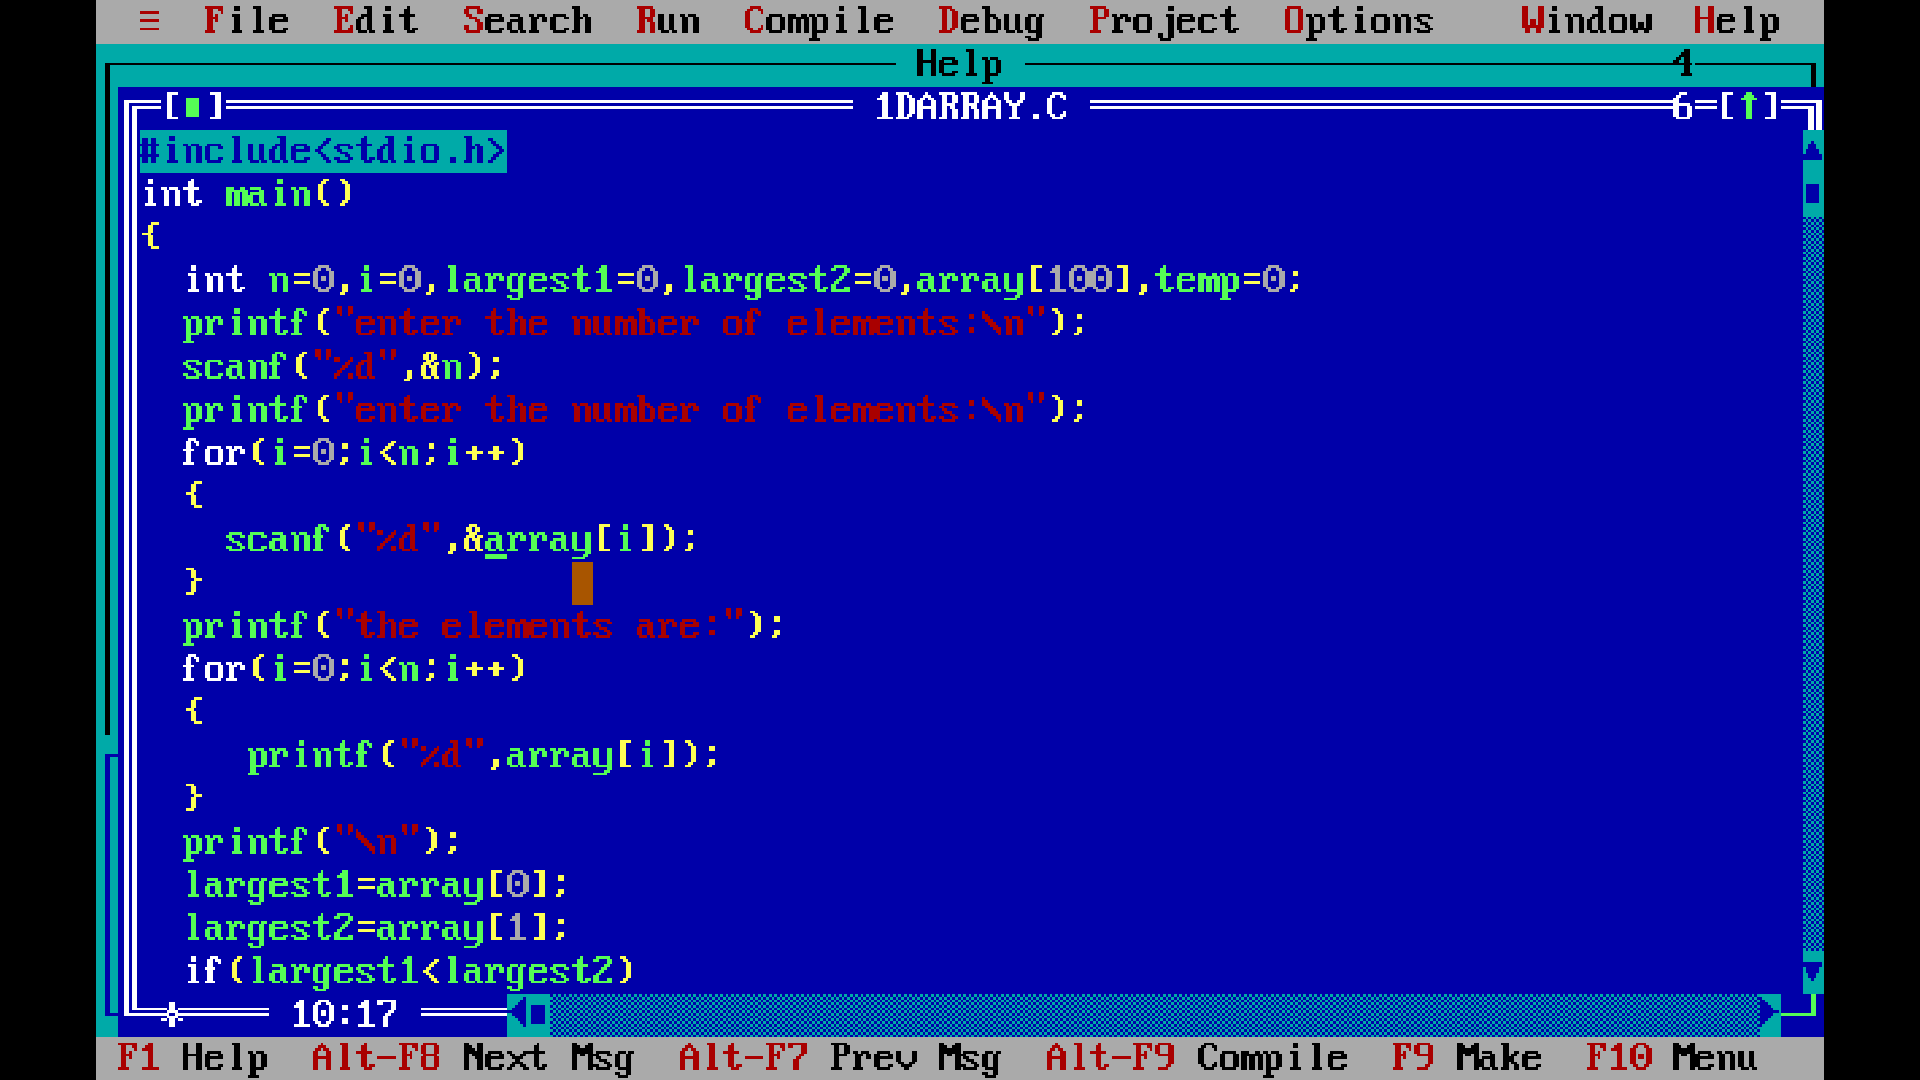 ≡ File Edit Search Run Compile Debug Project Options Window Help
Help 4
[■] 1DARRAY.C 6=[↑]
#include<stdio.h>
int main()
{
int n=0,i=0,largest1=0,largest2=0,array[100],temp=0;
printf("enter the number of elements:\n");
scanf("%d",&n);
printf("enter the number of elements:\n");
for(i=0;i<n;i++)
{
scanf("%d",&array[i]);
}
printf("the elements are:");
for(i=0;i<n;i++)
{
printf("%d",array[i]);
}
printf("\n");
largest1=array[0];
largest2=array[1];
if(largest1<largest2)
10:17
F1 Help Alt-F8 Next Msg Alt-F7 Prev Msg Alt-F9 Compile F9 Make F10 Menu